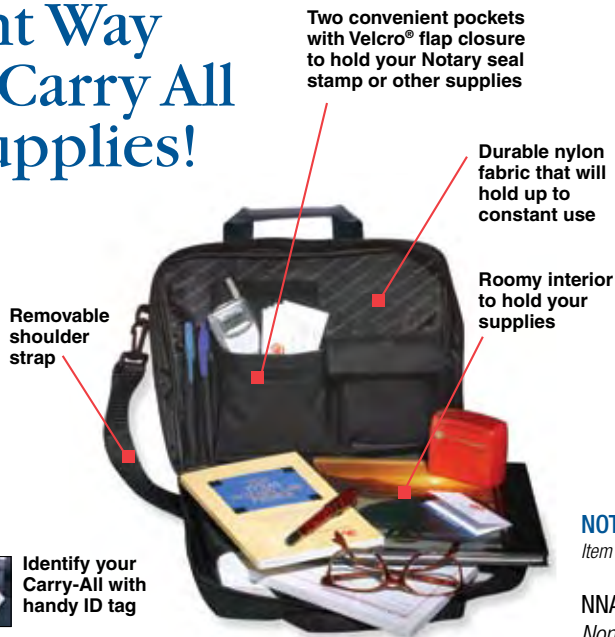 nt Way
Carry All
upplies!
Two convenient pockets
with Velcro® flap closure
to hold your Notary seal
stamp or other supplies
Durable nylon
fabric that will
hold up to
constant use
Roomy interior
to hold your
supplies
Removable
shoulder
strap
Identify your
Carry-All with
handy ID tag
NOT
Item
NNA
Non